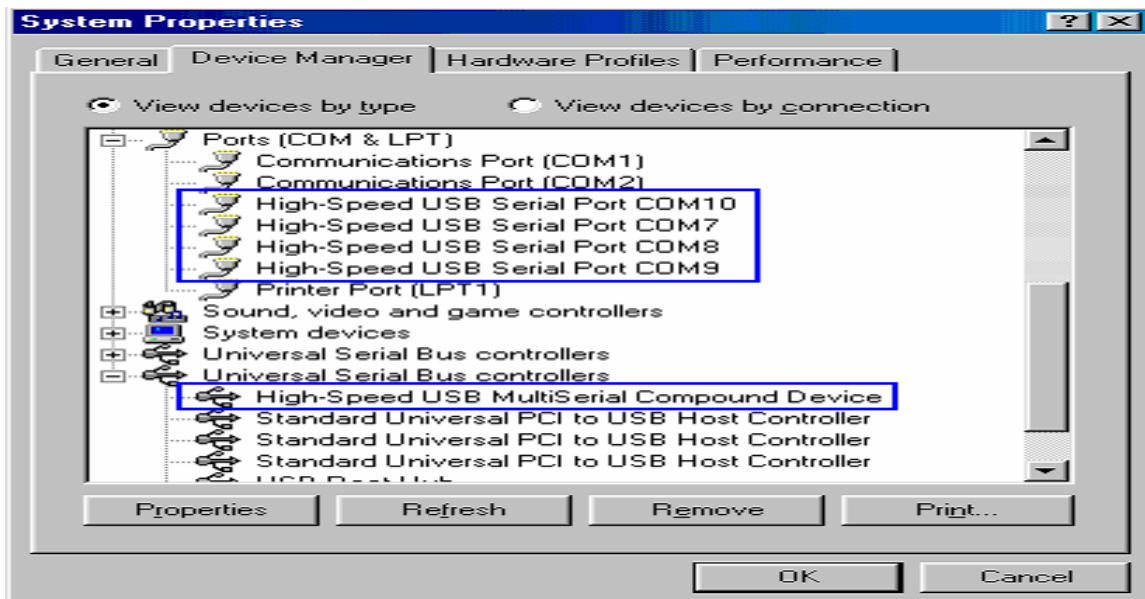 System Properties
General Device Manager Hardware Profiles Performance
View devices by type View devices by connection
Ports (COM & LPT)
Communications Port (COM1)
Communications Port (COM2)
High-Speed USB Serial Port COM10
High-Speed USB Serial Port COM7
High-Speed USB Serial Port COM8
High-Speed USB Serial Port COM9
Printer Port (LPT1)
Sound, video and game controllers
System devices
Universal Serial Bus controllers
Universal Serial Bus controllers
High-Speed USB MultiSerial Compound Device
Standard Universal PCI to USB Host Controller
Standard Universal PCI to USB Host Controller
Standard Universal PCI to USB Host Controller
USB Root Hub
Properties Refresh Remove Print...
OK Cancel